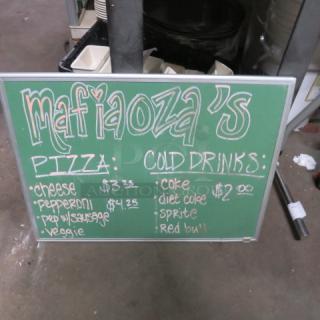 mafiaoza's
PIZZA: COLD DRINKS:
• cheese $3.75 • coke $2.00
• pepperoni $4.25 • diet coke
• pep w/ sausage • sprite
• veggie • Red bull